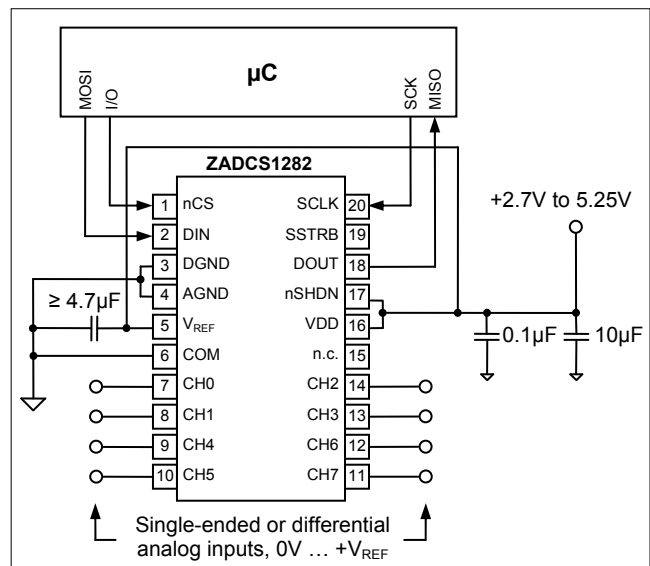 µC
MOSI
I/O
SCK
MISO
ZADCS1282
1 nCS SCLK 20
2 DIN SSTRB 19
3 DGND DOUT 18
4 AGND nSHDN 17
5 VREF VDD 16
6 COM n.c. 15
7 CH0 CH2 14
8 CH1 CH3 13
9 CH4 CH6 12
10 CH5 CH7 11
+2.7V to 5.25V
≥ 4.7µF
0.1µF
10µF
Single-ended or differential
analog inputs, 0V … +VREF